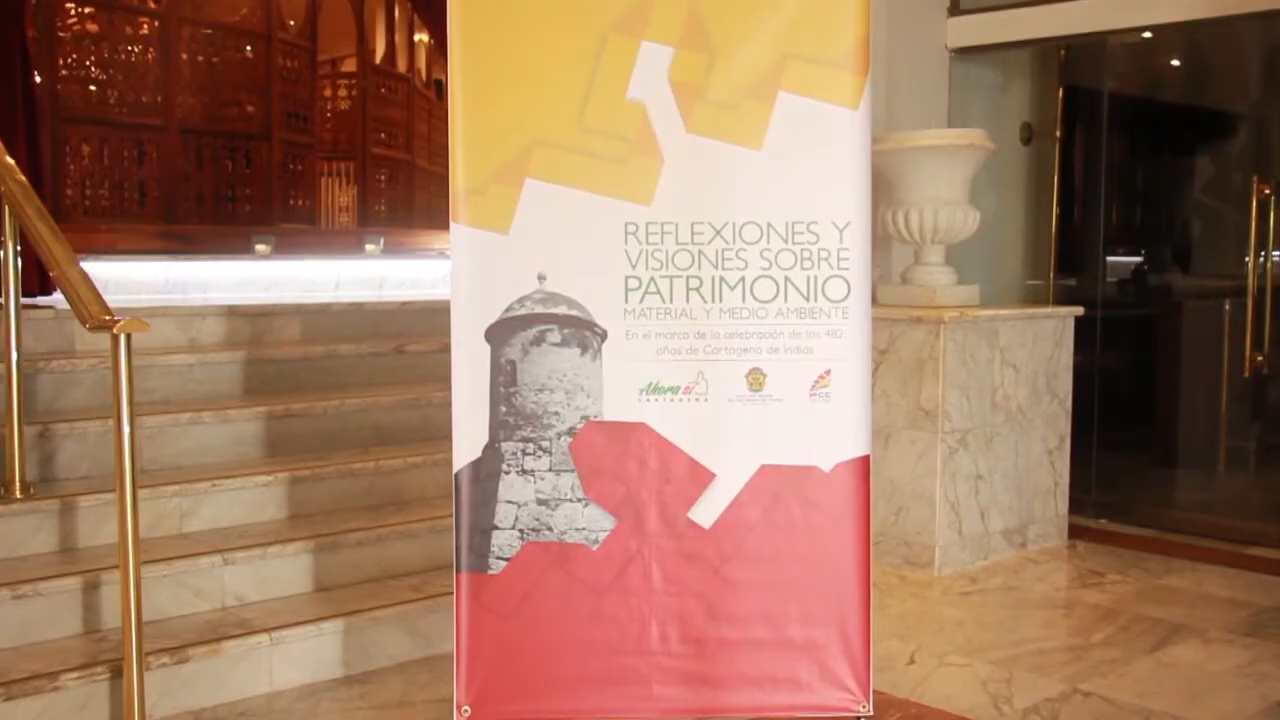 REFLEXIONES Y
VISIONES SOBRE
PATRIMONIO
MATERIAL Y MEDIO AMBIENTE
En el marco de la celebración de los 482
años de Cartagena de Indias
Ahora sí
CARTAGENA
IPCC